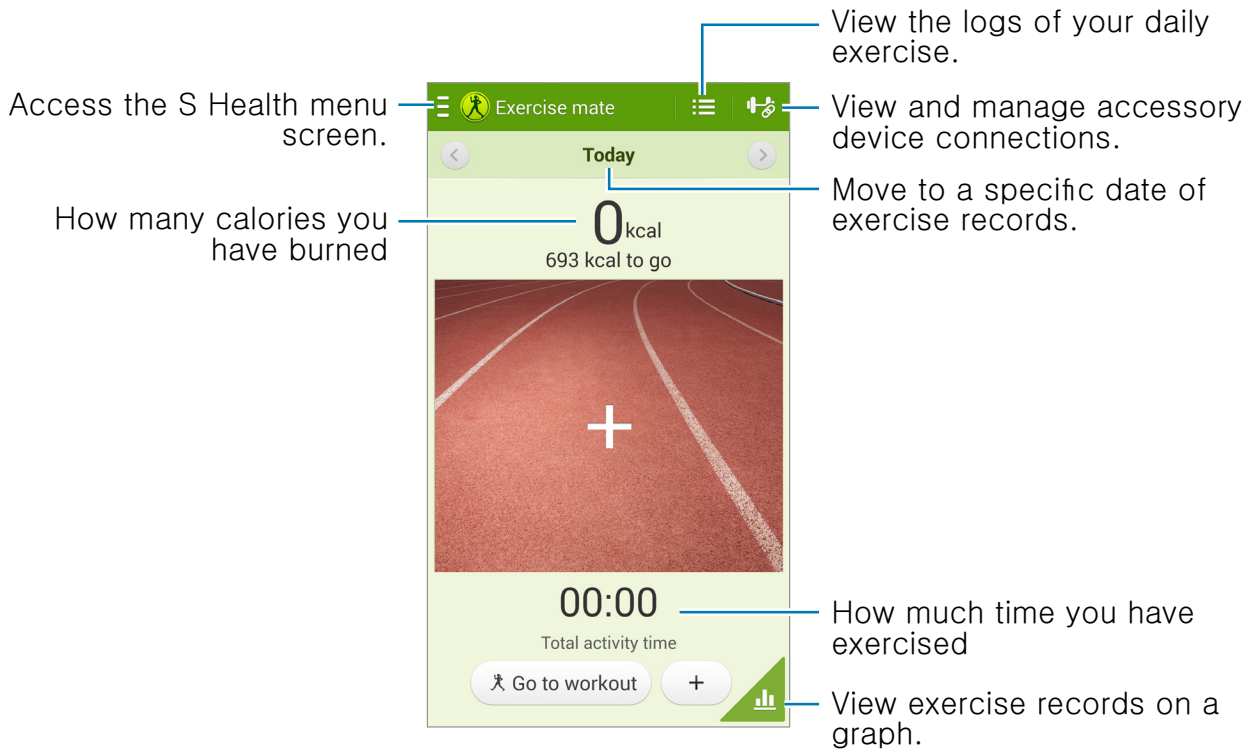 View the logs of your daily
exercise.
Access the S Health menu
screen.
Exercise mate
View and manage accessory
device connections.
Today
Move to a specific date of
exercise records.
How many calories you
have burned
0 kcal
693 kcal to go
00:00
Total activity time
How much time you have
exercised
Go to workout
+
View exercise records on a
graph.